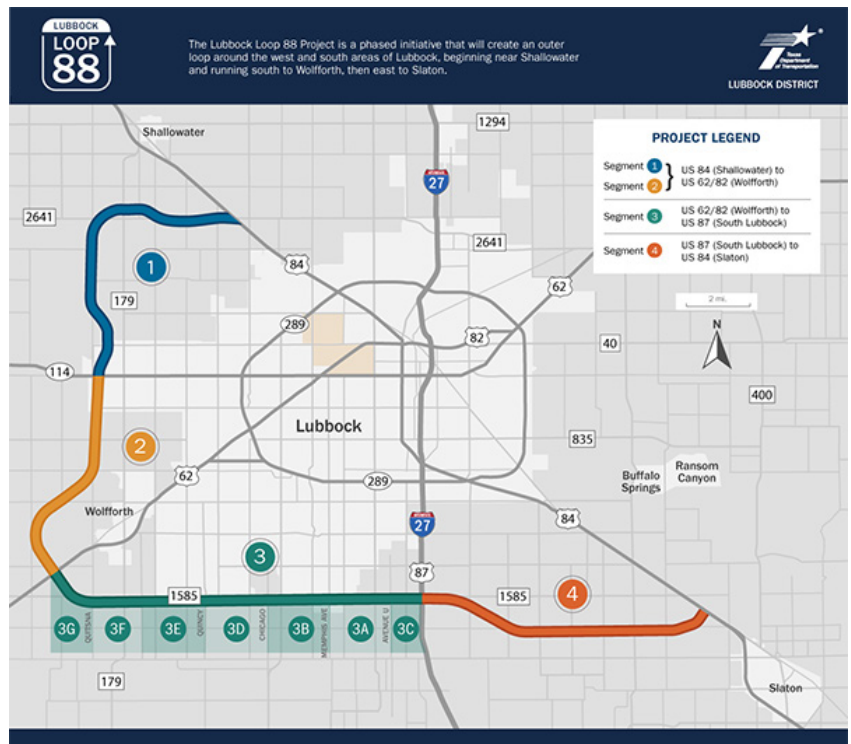 LUBBOCK
LOOP
88
The Lubbock Loop 88 Project is a phased initiative that will create an outer
loop around the west and south areas of Lubbock, beginning near Shallowater
and running south to Wolfforth, then east to Slaton.
Texas
Department
of Transportation
LUBBOCK DISTRICT
PROJECT LEGEND
Segment 1
Segment 2
US 84 (Shallowater) to
US 62/82 (Wolfforth)
Segment 3
US 62/82 (Wolfforth) to
US 87 (South Lubbock)
Segment 4
US 87 (South Lubbock) to
US 84 (Slaton)
2 mi.
N
Shallowater
1294
27
2641
2641
84
1
62
179
289
82
40
114
400
Lubbock
2
835
62
289
Buffalo
Springs
Ransom
Canyon
Wolfforth
27
84
3
87
1585
1585
4
3G
QUITSNA
3F
3E
QUINCY
3D
CHICAGO
3B
MEMPHIS AVE
3A
AVENUE U
3C
179
Slaton